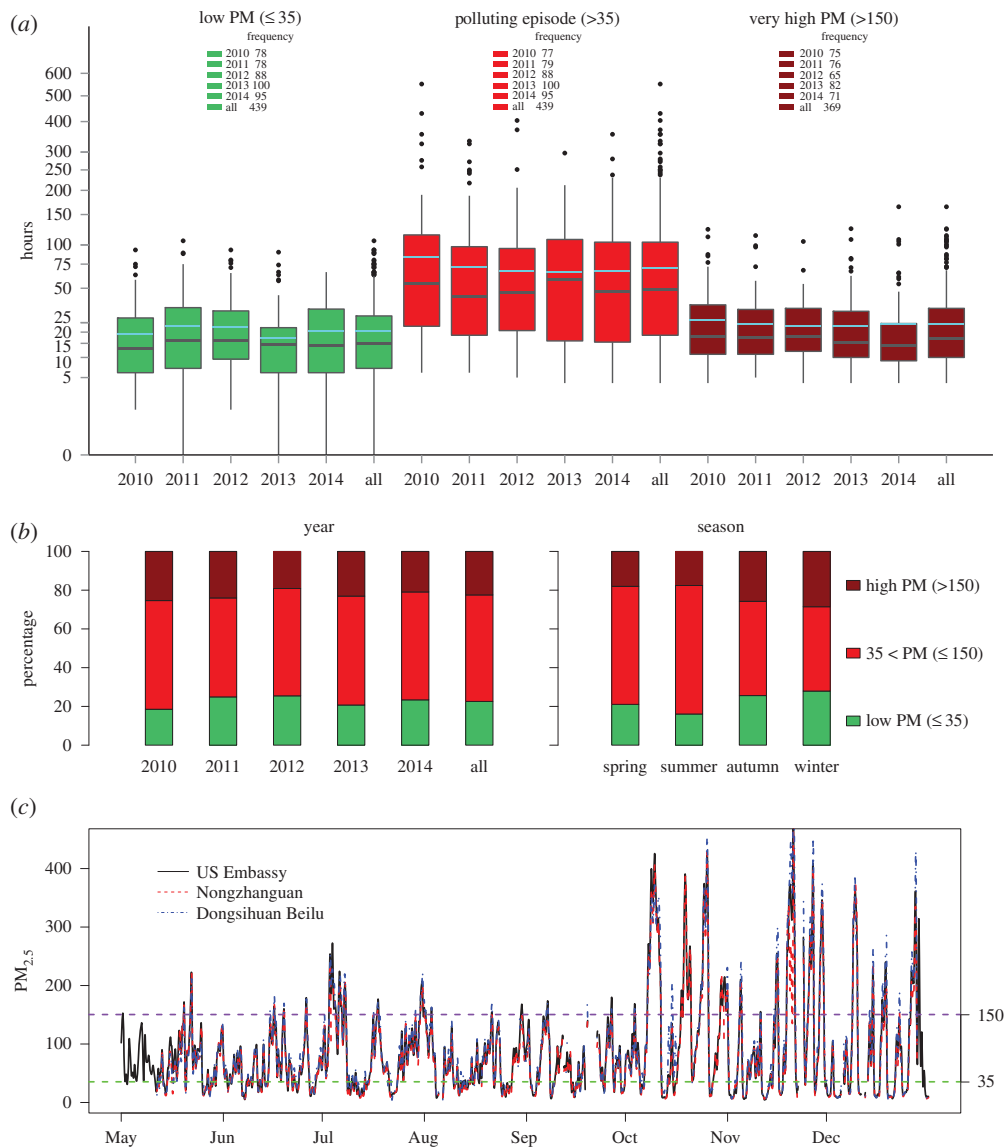 (a)
low PM (≤ 35)
polluting episode (>35)
very high PM (>150)
frequency
2010 78
2011 78
2012 88
2013 100
2014 95
all 439
frequency
2010 77
2011 79
2012 88
2013 100
2014 95
all 439
frequency
2010 75
2011 76
2012 65
2013 82
2014 71
all 369
hours
600
500
400
300
250
200
150
100
75
50
25
20
15
10
5
0
2010 2011 2012 2013 2014 all 2010 2011 2012 2013 2014 all 2010 2011 2012 2013 2014 all
(b)
year
season
percentage
100
80
60
40
20
0
2010 2011 2012 2013 2014 all
spring summer autumn winter
high PM (>150)
35 < PM (≤ 150)
low PM (≤ 35)
(c)
US Embassy
Nongzhanguan
Dongsihuan Beilu
PM2.5
400
300
200
100
0
150
35
May Jun Jul Aug Sep Oct Nov Dec